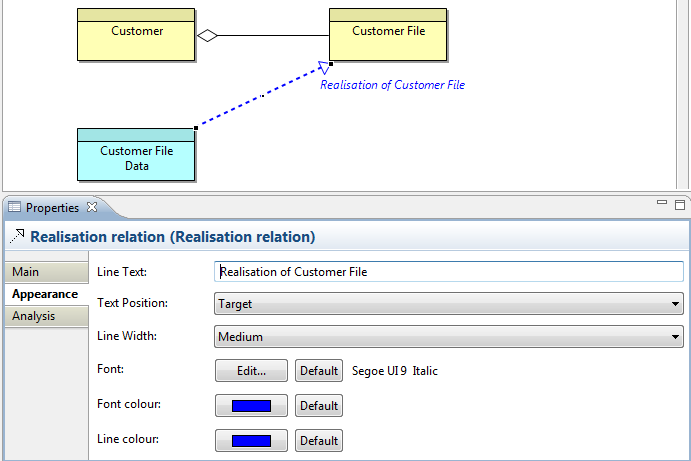 Customer
Customer File
Realisation of Customer File
Customer File
Data
Properties
Realisation relation (Realisation relation)
Main
Appearance
Analysis
Line Text:
Realisation of Customer File
Text Position:
Target
Line Width:
Medium
Font:
Edit...
Default
Segoe UI 9 Italic
Font colour:
Default
Line colour:
Default